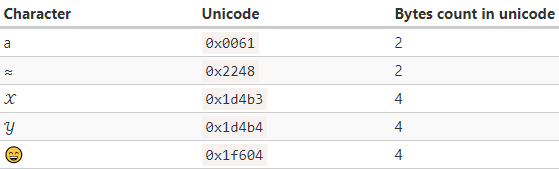 Character Unicode Bytes count in unicode
a 0x0061 2
≈ 0x2248 2
𝒳 0x1d4b3 4
𝒴 0x1d4b4 4
😄 0x1f604 4